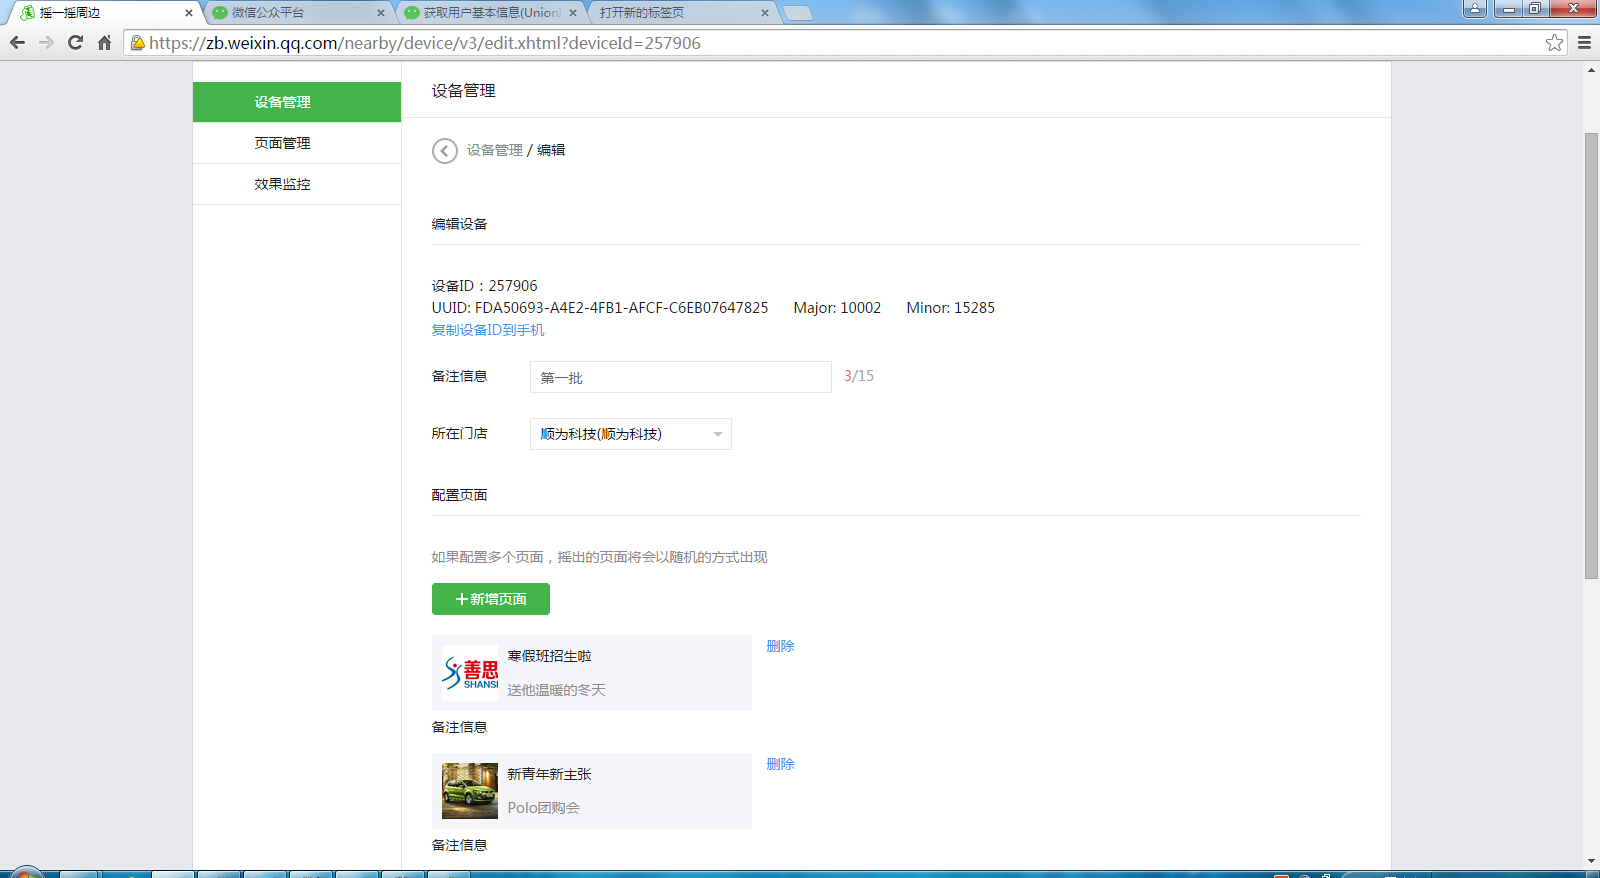 摇一摇周边
微信公众平台
获取用户基本信息(Union
打开新的标签页
https://zb.weixin.qq.com/nearby/device/v3/edit.xhtml?deviceId=257906
设备管理
页面管理
效果监控
设备管理
设备管理 / 编辑
编辑设备
设备ID：257906
UUID: FDA50693-A4E2-4FB1-AFCF-C6EB07647825 Major: 10002 Minor: 15285
复制设备ID到手机
备注信息 第一批 3/15
所在门店 顺为科技(顺为科技)
配置页面
如果配置多个页面，摇出的页面将会以随机的方式出现
+新增页面
善思
SHANSI
寒假班招生啦
送他温暖的冬天
删除
备注信息
新青年新主张
Polo团购会
删除
备注信息